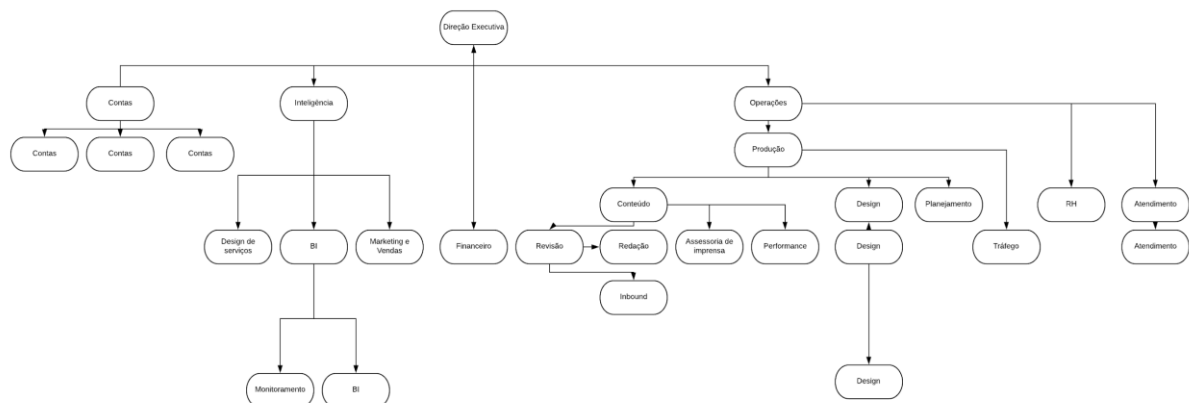 Direção Executiva
Contas
Inteligência
Operações
Contas
Contas
Contas
Produção
Conteúdo
Design
Planejamento
RH
Atendimento
Design de
serviços
BI
Marketing e
Vendas
Financeiro
Revisão
Redação
Assessoria de
imprensa
Performance
Design
Tráfego
Atendimento
Inbound
Monitoramento
BI
Design